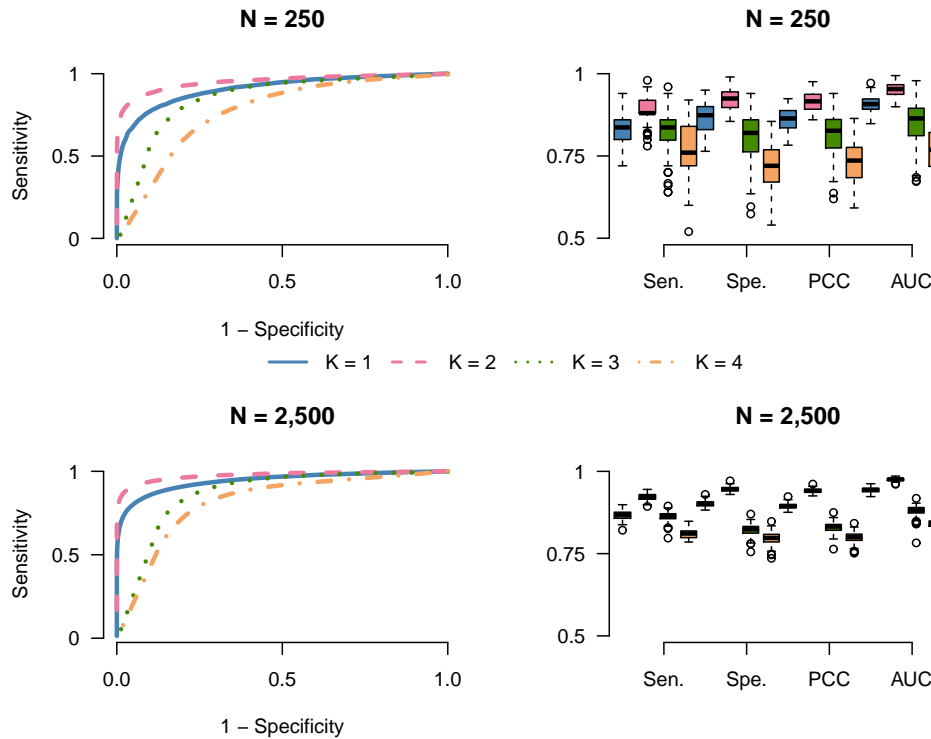 N = 250
N = 250
Sensitivity
1
0.5
0
0.0
0.5
1.0
1 − Specificity
1
0.75
0.5
Sen.
Spe.
PCC
AUC
K = 1
K = 2
K = 3
K = 4
N = 2,500
N = 2,500
Sensitivity
1
0.5
0
0.0
0.5
1.0
1 − Specificity
1
0.75
0.5
Sen.
Spe.
PCC
AUC